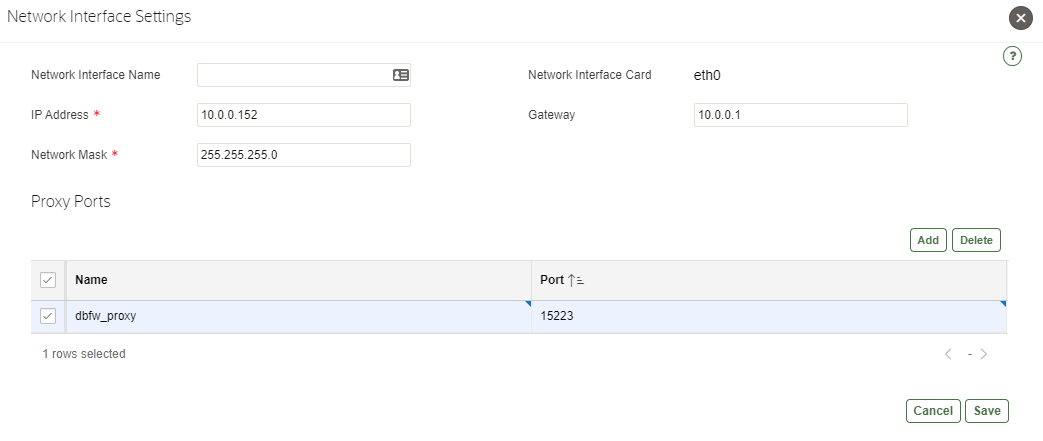 Network Interface Settings
?
Network Interface Name
Network Interface Card eth0
IP Address * 10.0.0.152
Gateway 10.0.0.1
Network Mask * 255.255.255.0
Proxy Ports
Add Delete
Name Port
dbfw_proxy 15223
1 rows selected
-
Cancel Save